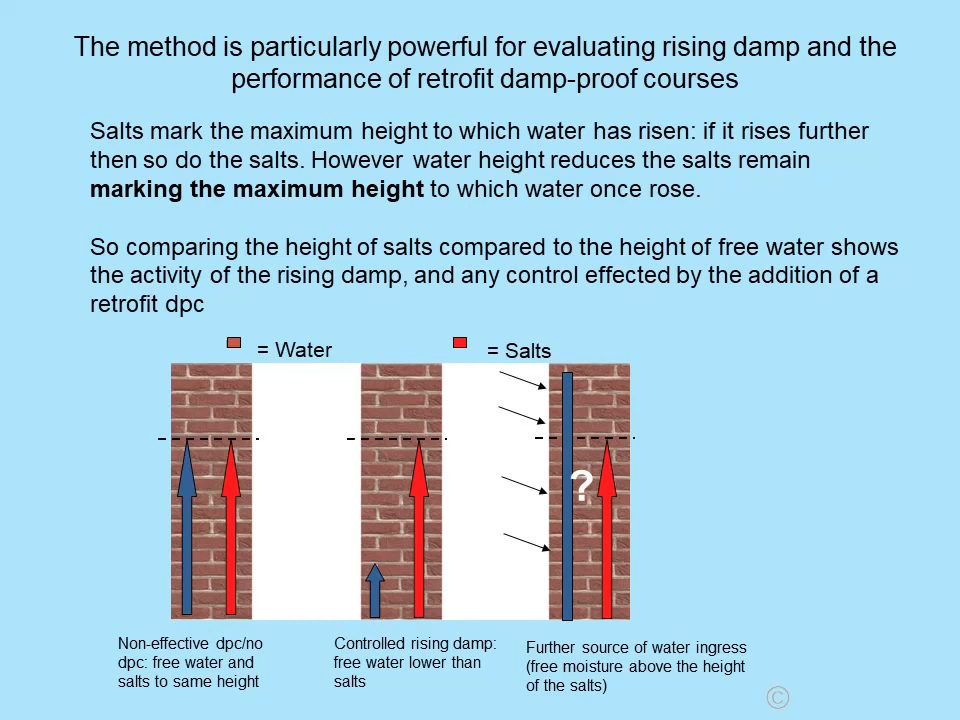 The method is particularly powerful for evaluating rising damp and the
performance of retrofit damp-proof courses
Salts mark the maximum height to which water has risen: if it rises further
then so do the salts. However water height reduces the salts remain
marking the maximum height to which water once rose.
So comparing the height of salts compared to the height of free water shows
the activity of the rising damp, and any control effected by the addition of a
retrofit dpc
= Water
= Salts
?
Non-effective dpc/no
dpc: free water and
salts to same height
Controlled rising damp:
free water lower than
salts
Further source of water ingress
(free moisture above the height
of the salts)
©